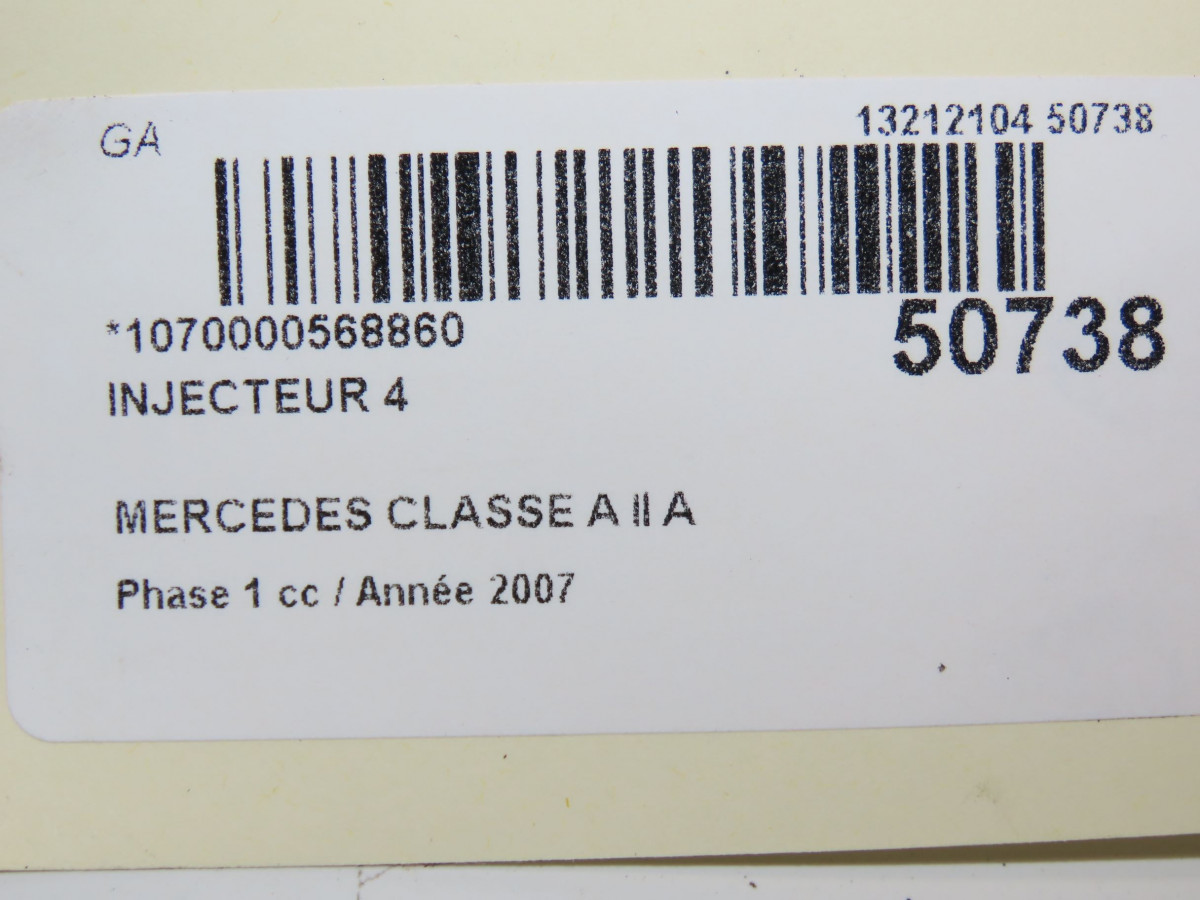 GA
13212104 50738
*1070000568860
50738
INJECTEUR 4
MERCEDES CLASSE A II A
Phase 1 cc / Année 2007